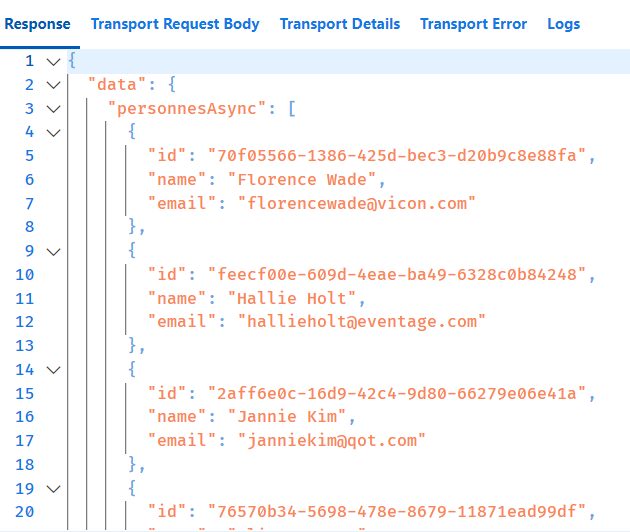 Response Transport Request Body Transport Details Transport Error Logs
1 {
2 "data": {
3 "personnesAsync": [
4 {
5 "id": "70f05566-1386-425d-bec3-d20b9c8e88fa",
6 "name": "Florence Wade",
7 "email": "florencewade@vicon.com"
8 },
9 {
10 "id": "feecf00e-609d-4eae-ba49-6328c0b84248",
11 "name": "Hallie Holt",
12 "email": "hallieholt@eventage.com"
13 },
14 {
15 "id": "2aff6e0c-16d9-42c4-9d80-66279e06e41a",
16 "name": "Jannie Kim",
17 "email": "janniekim@qot.com"
18 },
19 {
20 "id": "76570b34-5698-478e-8679-11871ead99df",